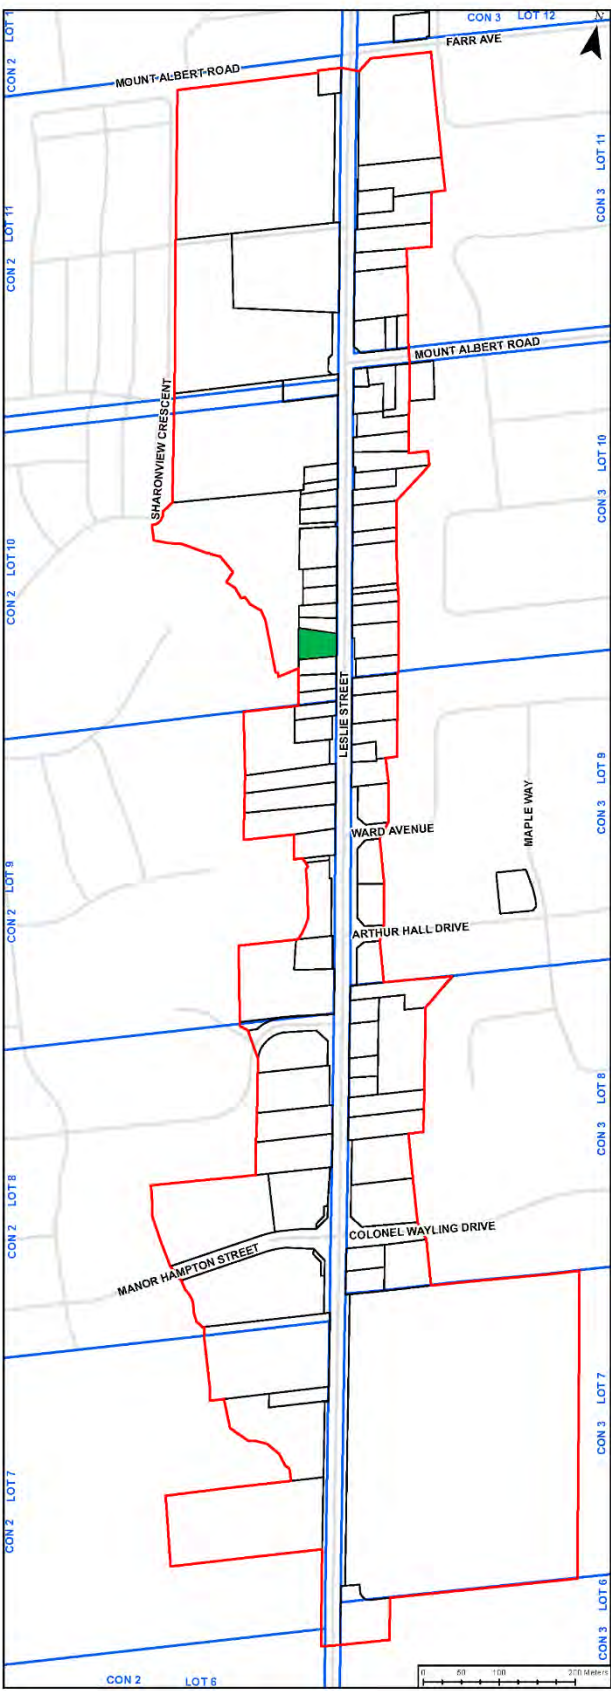 CON 3 LOT 12
N
FARR AVE
CON 2 LOT 1
MOUNT ALBERT ROAD
CON 3 LOT 11
CON 2 LOT 11
MOUNT ALBERT ROAD
SHARONVIEW CRESCENT
CON 3 LOT 10
CON 2 LOT 10
LESLIE STREET
CON 3 LOT 9
MAPLE WAY
WARD AVENUE
CON 2 LOT 9
ARTHUR HALL DRIVE
CON 3 LOT 8
CON 2 LOT 8
COLONEL WAYLING DRIVE
MANOR HAMPTON STREET
CON 3 LOT 7
CON 2 LOT 7
CON 3 LOT 6
CON 2 LOT 6
0 50 100 200 Meters